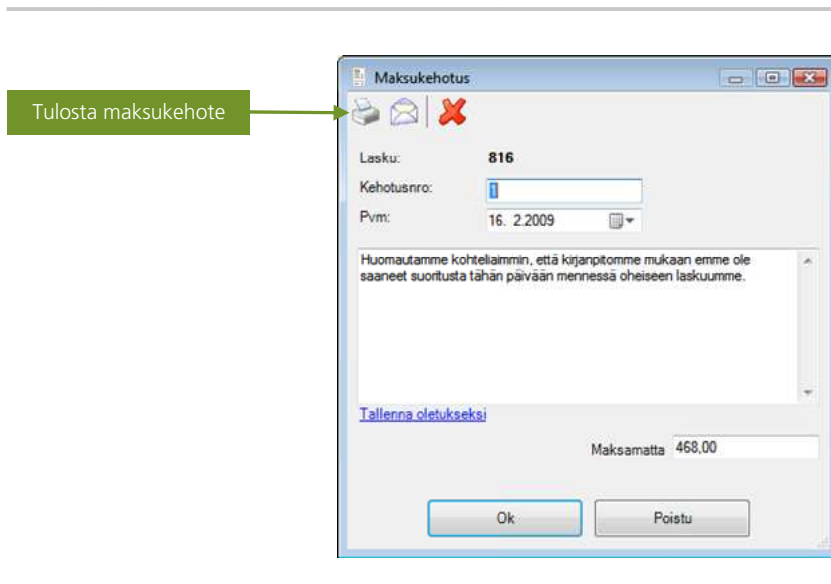 Maksukehotus
Tulosta maksukehote
Lasku: 816
Kehotusnro: 1
Pvm: 16. 2.2009
Huomautamme kohteliaimmin, että kirjanpitomme mukaan emme ole
saaneet suoritusta tähän päivään mennessä oheiseen laskuumme.
Tallenna oletukseksi
Maksamatta 468,00
Ok Poistu